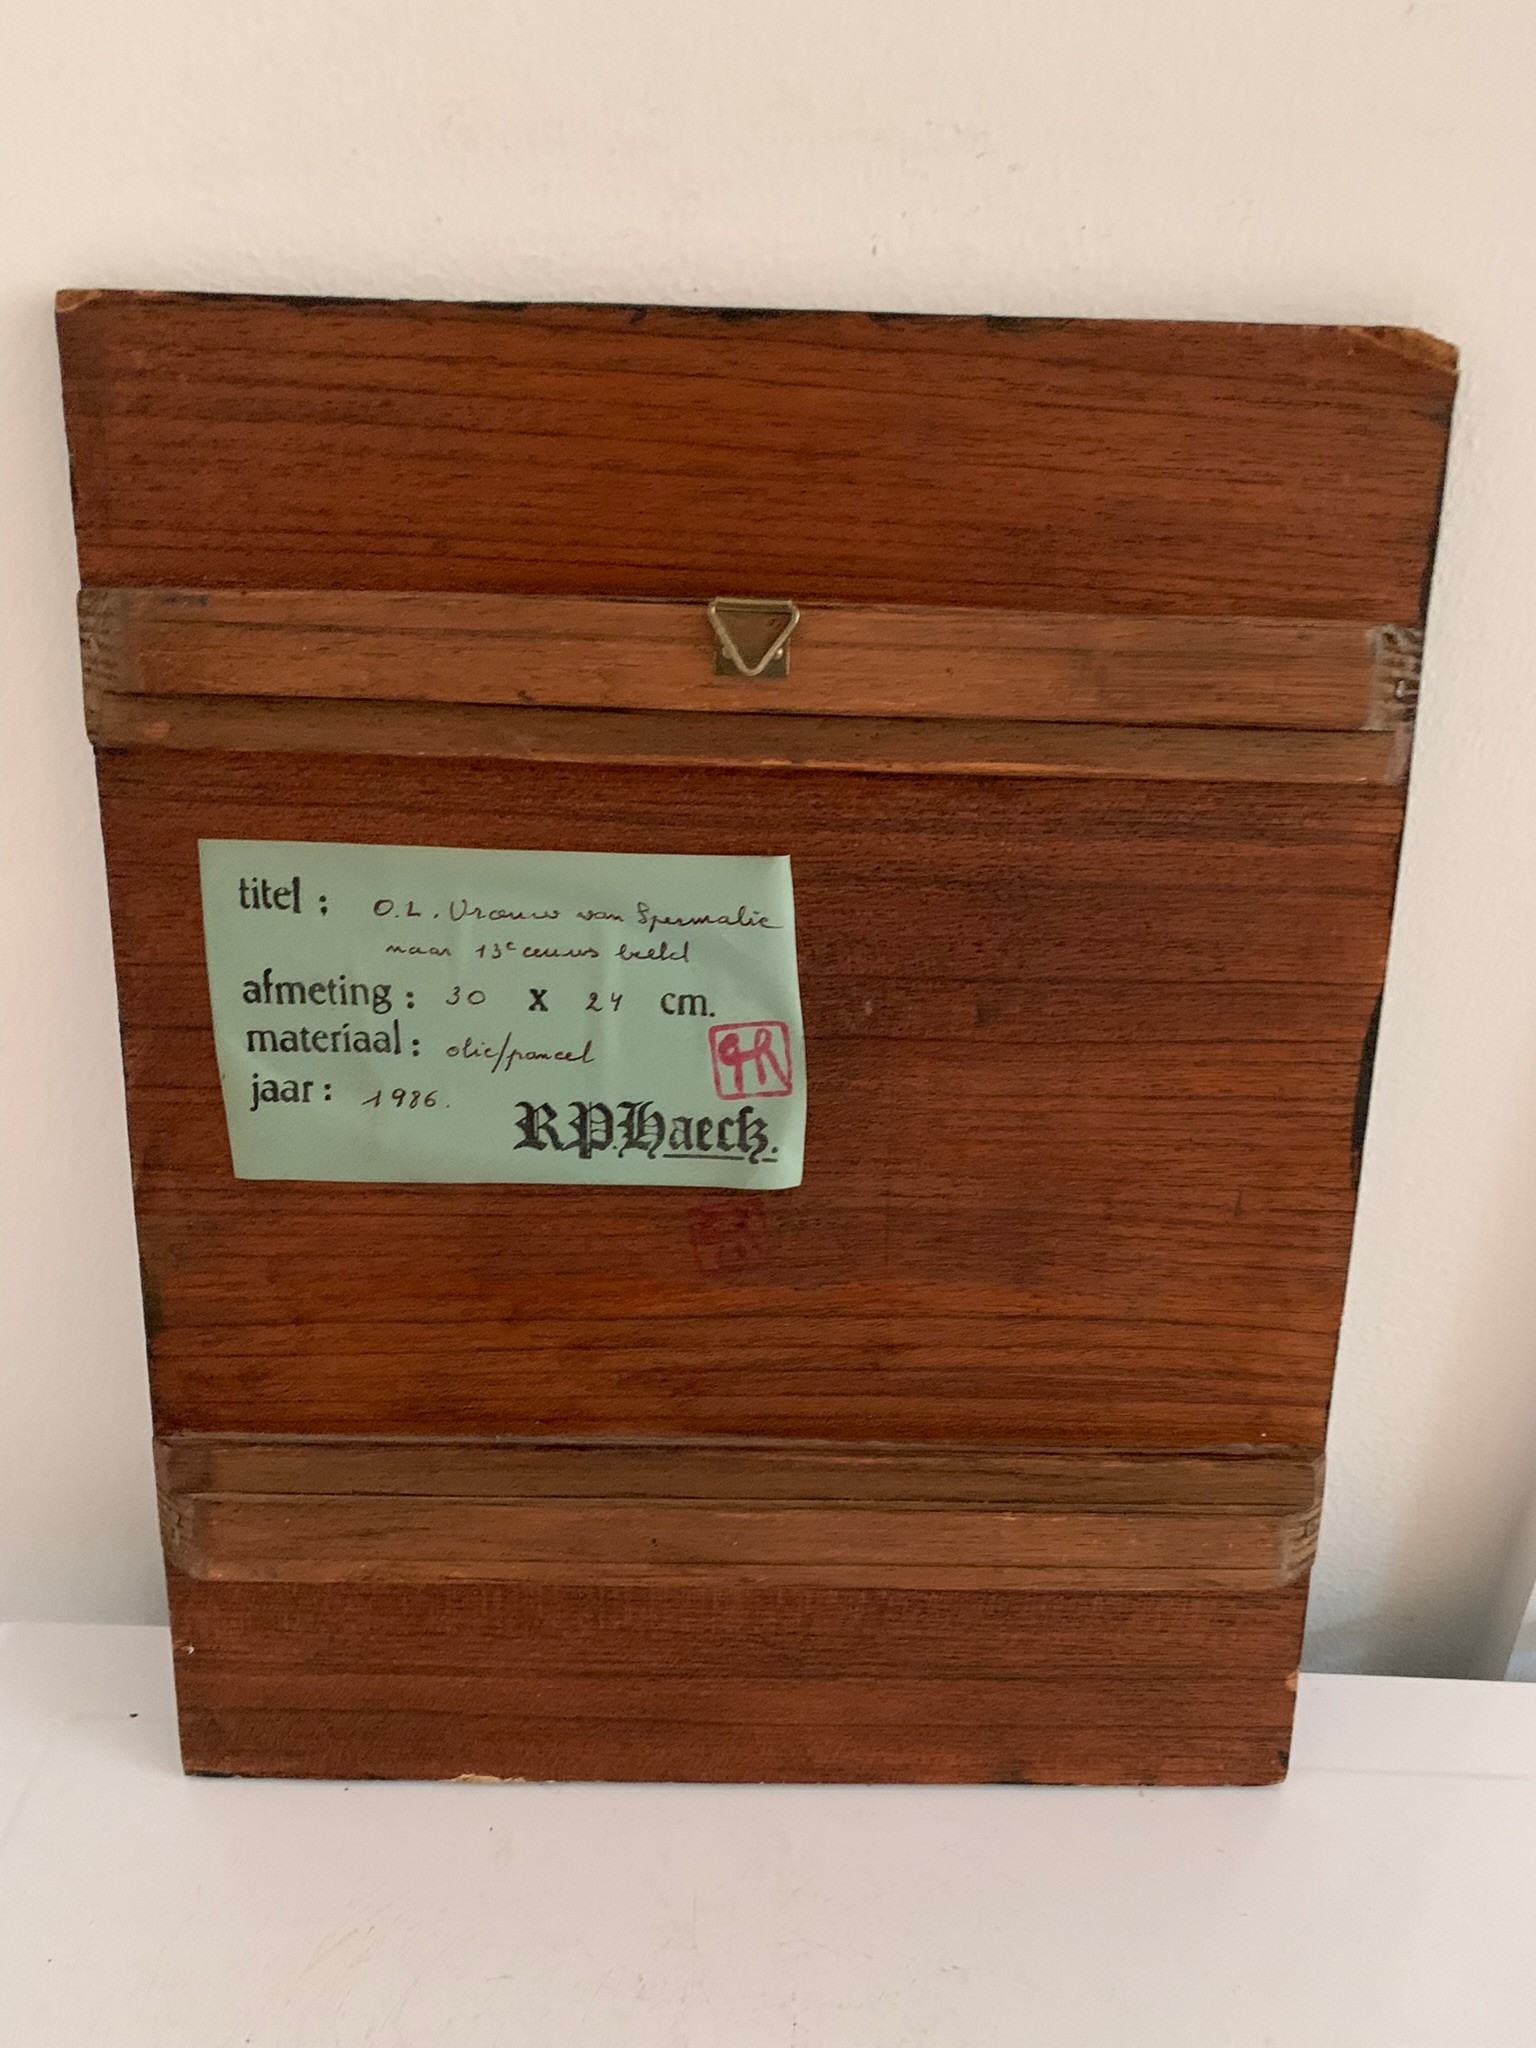 titel : O.L. Vrouw van Spermalie
naar 13e eeuws beeld
afmeting : 30 x 24 cm.
materiaal : olie/paneel
jaar : 1986.
R.P.Haeck.